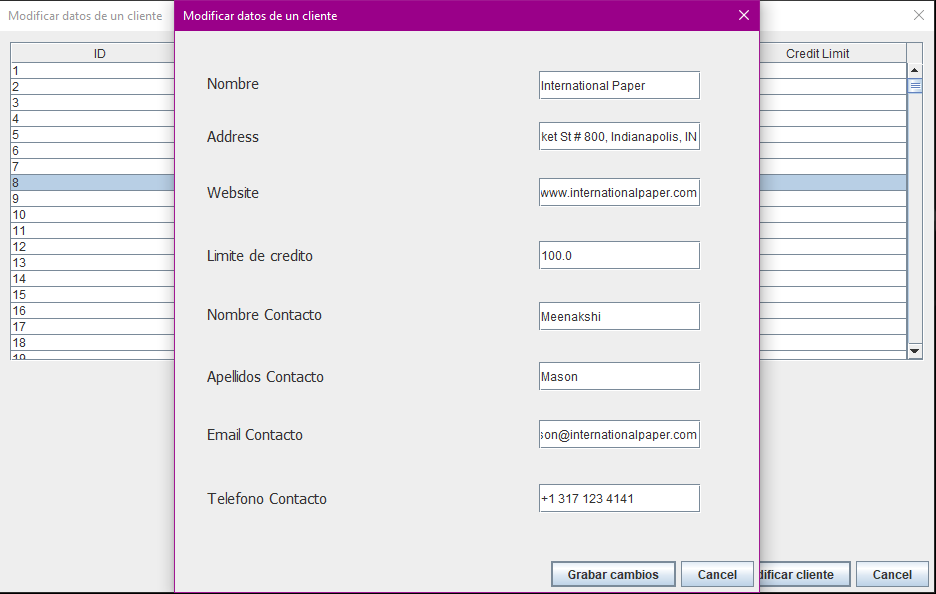 Modificar datos de un cliente
Modificar datos de un cliente
ID
Credit Limit
1
2
3
4
5
6
7
8
9
10
11
12
13
14
15
16
17
18
19
Nombre
International Paper
Address
ket St # 800, Indianapolis, IN
Website
www.internationalpaper.com
Limite de credito
100.0
Nombre Contacto
Meenakshi
Apellidos Contacto
Mason
Email Contacto
son@internationalpaper.com
Telefono Contacto
+1 317 123 4141
Grabar cambios
Cancel
dificar cliente
Cancel